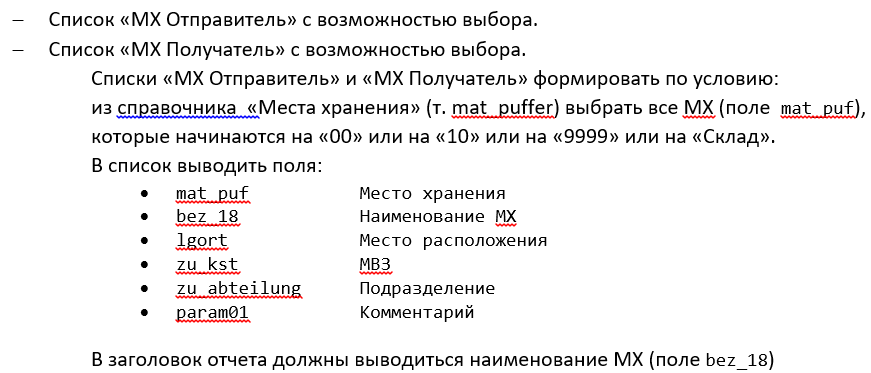 – Список «МХ Отправитель» с возможностью выбора.
– Список «МХ Получатель» с возможностью выбора.
Списки «МХ Отправитель» и «МХ Получатель» формировать по условию:
из справочника «Места хранения» (т. mat_puffer) выбрать все МХ (поле mat_puf),
которые начинаются на «00» или на «10» или на «9999» или на «Склад».
В список выводить поля:
• mat_puf Место хранения
• bez_18 Наименование МХ
• lgort Место расположения
• zu_kst МВЗ
• zu_abteilung Подразделение
• param01 Комментарий
В заголовок отчета должны выводиться наименование МХ (поле bez_18)